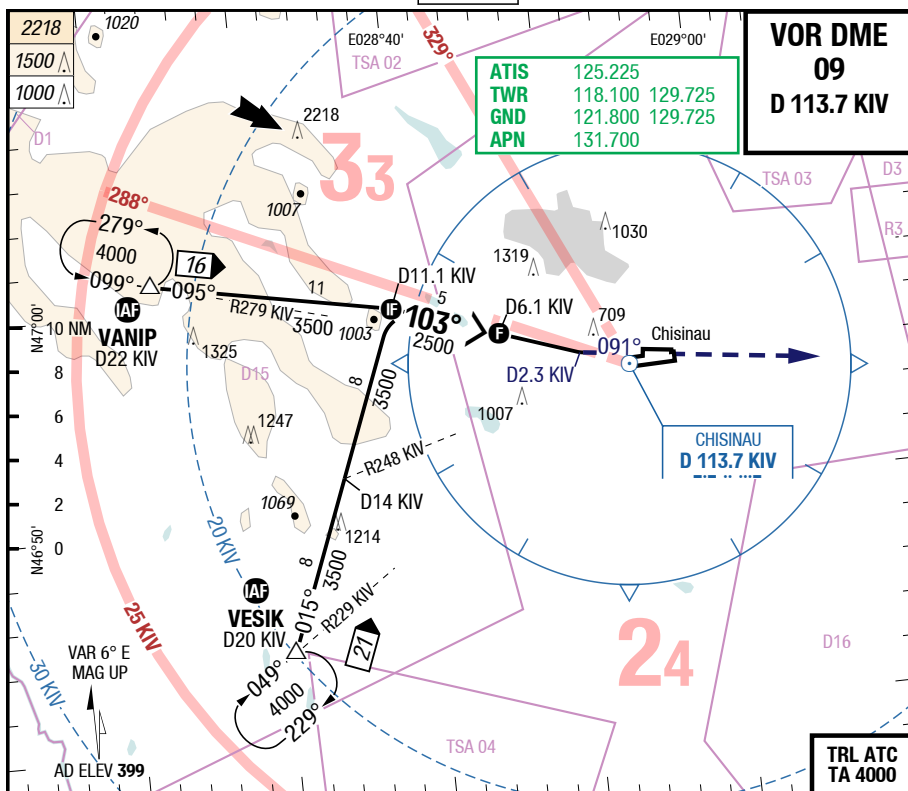 2218
1500
1000
1020
E028°40'
TSA 02
329°
E029°00'
VOR DME
09
D 113.7 KIV
ATIS 125.225
TWR 118.100 129.725
GND 121.800 129.725
APN 131.700
D1
2218
33
TSA 03
D3
R3
288°
1007
279°
4000
099°
16
095°
R279 KIV
11
3500
1003
IAF
VANIP
D22 KIV
D11.1 KIV
5
IF
103°
2500
D6.1 KIV
F
1319
1030
709
Chisinau
091°
D2.3 KIV
1007
N47°00'
10 NM
8
6
4
2
0
N46°50'
1325
D15
1247
8
3500
R248 KIV
D14 KIV
CHISINAU
D 113.7 KIV
1069
1214
20 KIV
8
3500
IAF
VESIK
D20 KIV
015°
R229 KIV
21
049°
4000
229°
25 KIV
30 KIV
VAR 6° E
MAG UP
AD ELEV 399
24
D16
TSA 04
TRL ATC
TA 4000